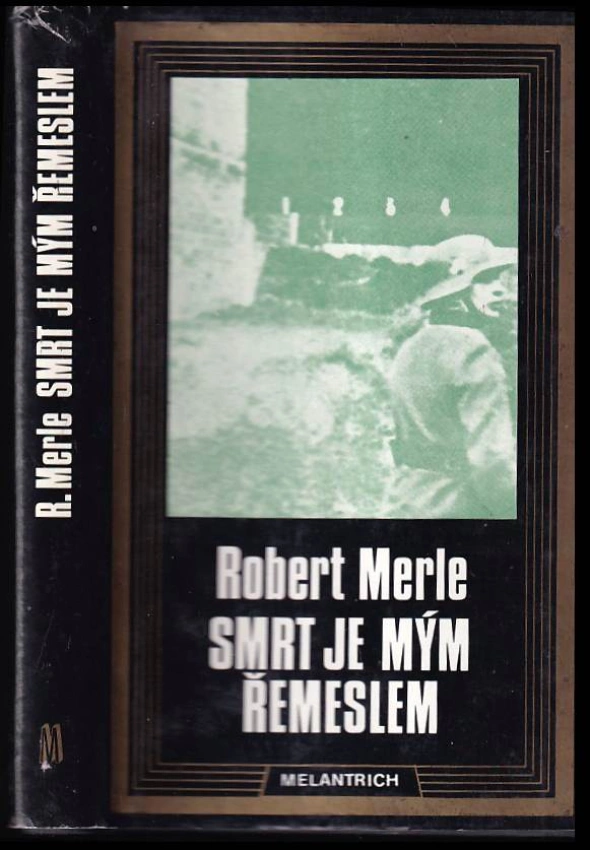 R. Merle SMRT JE MÝM ŘEMESLEM
M
1 2 3 4
Robert Merle
SMRT JE MÝM
ŘEMESLEM
MELANTRICH